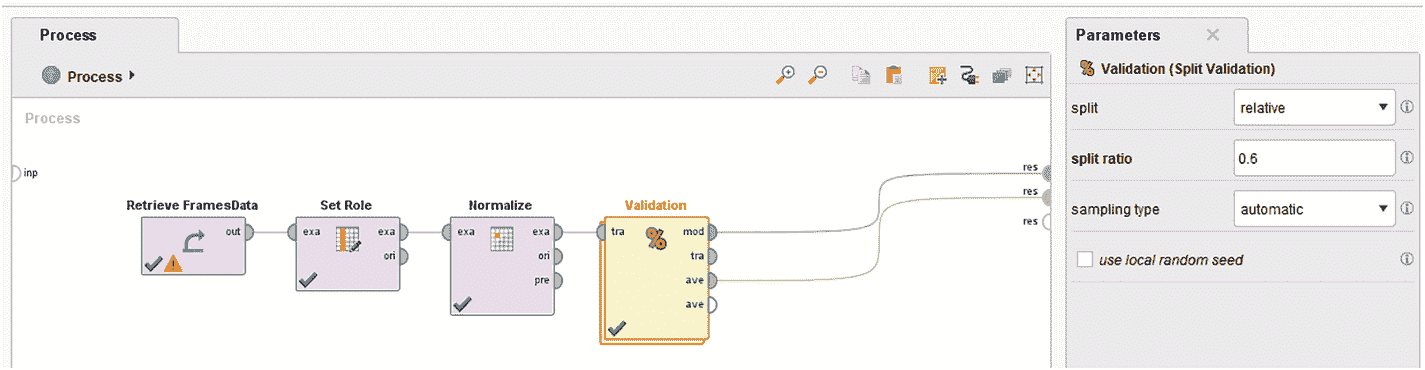 Process
Process
Process
inp
res
res
res
Retrieve FramesData
out
Set Role
exa
exa
ori
Normalize
exa
exa
ori
pre
Validation
tra
%
mod
tra
ave
ave
Parameters
% Validation (Split Validation)
split
relative
split ratio
0.6
sampling type
automatic
use local random seed